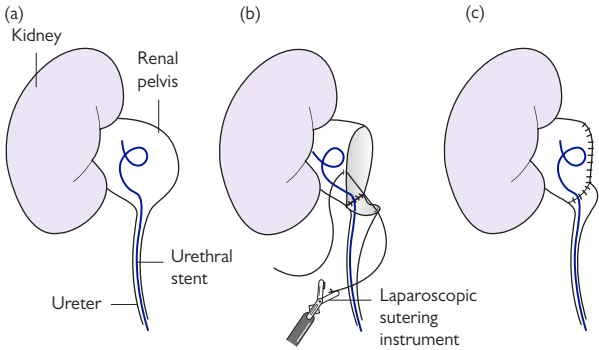 (a)
Kidney
Renal
pelvis
Urethral
stent
Ureter
(b)
Laparoscopic
sutering
instrument
(c)